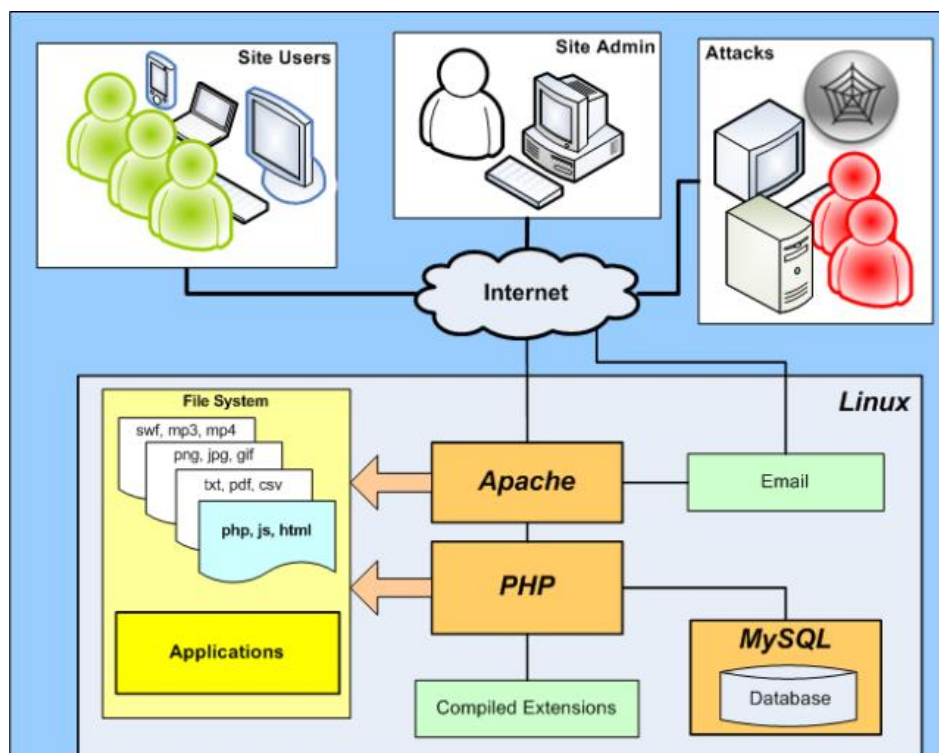 Site Users
Site Admin
Attacks
Internet
Linux
File System
swf, mp3, mp4
png, jpg, gif
txt, pdf, csv
php, js, html
Applications
Apache
Email
PHP
MySQL
Database
Compiled Extensions